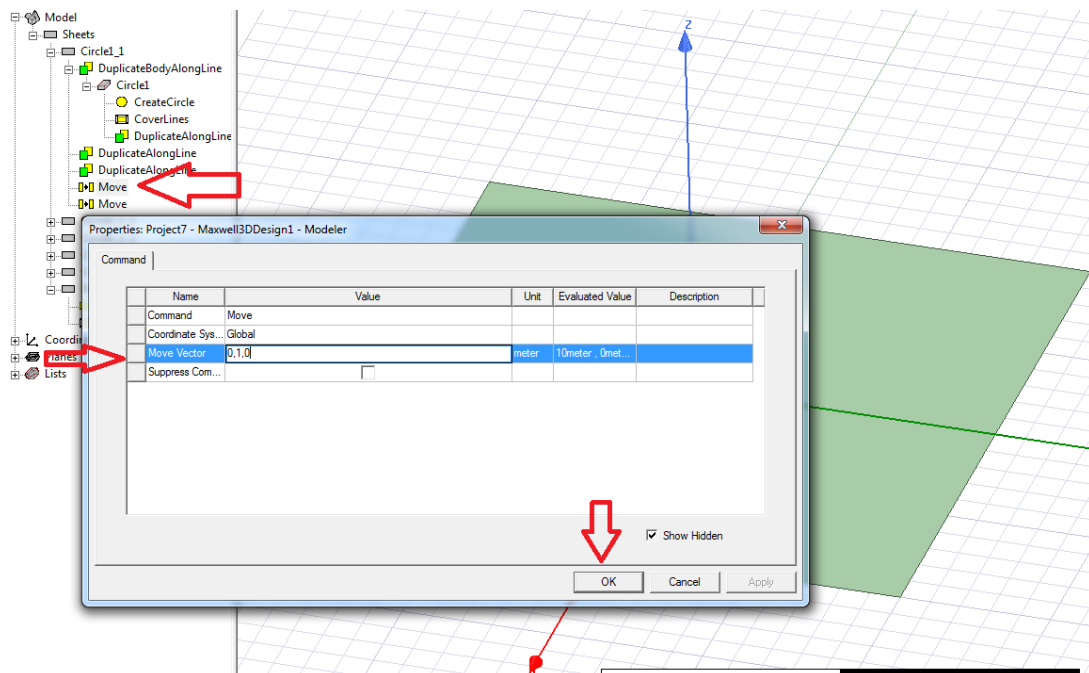 Model
Sheets
Circle1_1
DuplicateBodyAlongLine
Circle1
CreateCircle
CoverLines
DuplicateAlongLine
DuplicateAlongLine
DuplicateAlongLine
Move
Move
Z
Properties: Project7 - Maxwell3DDesign1 - Modeler
Command
Name Value Unit Evaluated Value Description
Command Move
Coordinate Sys... Global
Move Vector 0,1,0 meter 10meter , 0met...
Suppress Com...
Show Hidden
OK Cancel Apply
Coordi
Planes
Lists